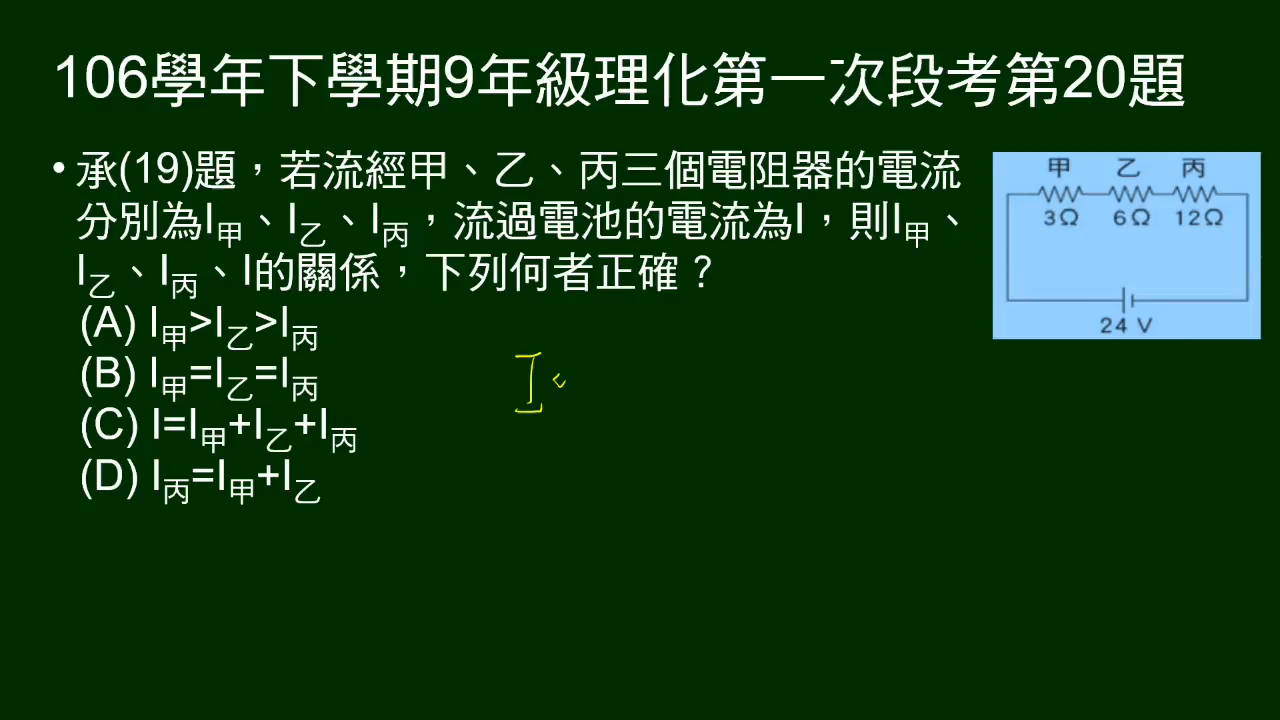 106學年下學期9年級理化第一次段考第20題
• 承(19)題，若流經甲、乙、丙三個電阻器的電流
分別為I甲、I乙、I丙，流過電池的電流為I，則I甲、
I乙、I丙、I的關係，下列何者正確？
(A) I甲>I乙>I丙
(B) I甲=I乙=I丙
(C) I=I甲+I乙+I丙
(D) I丙=I甲+I乙
甲 乙 丙
3Ω 6Ω 12Ω
24 V
I